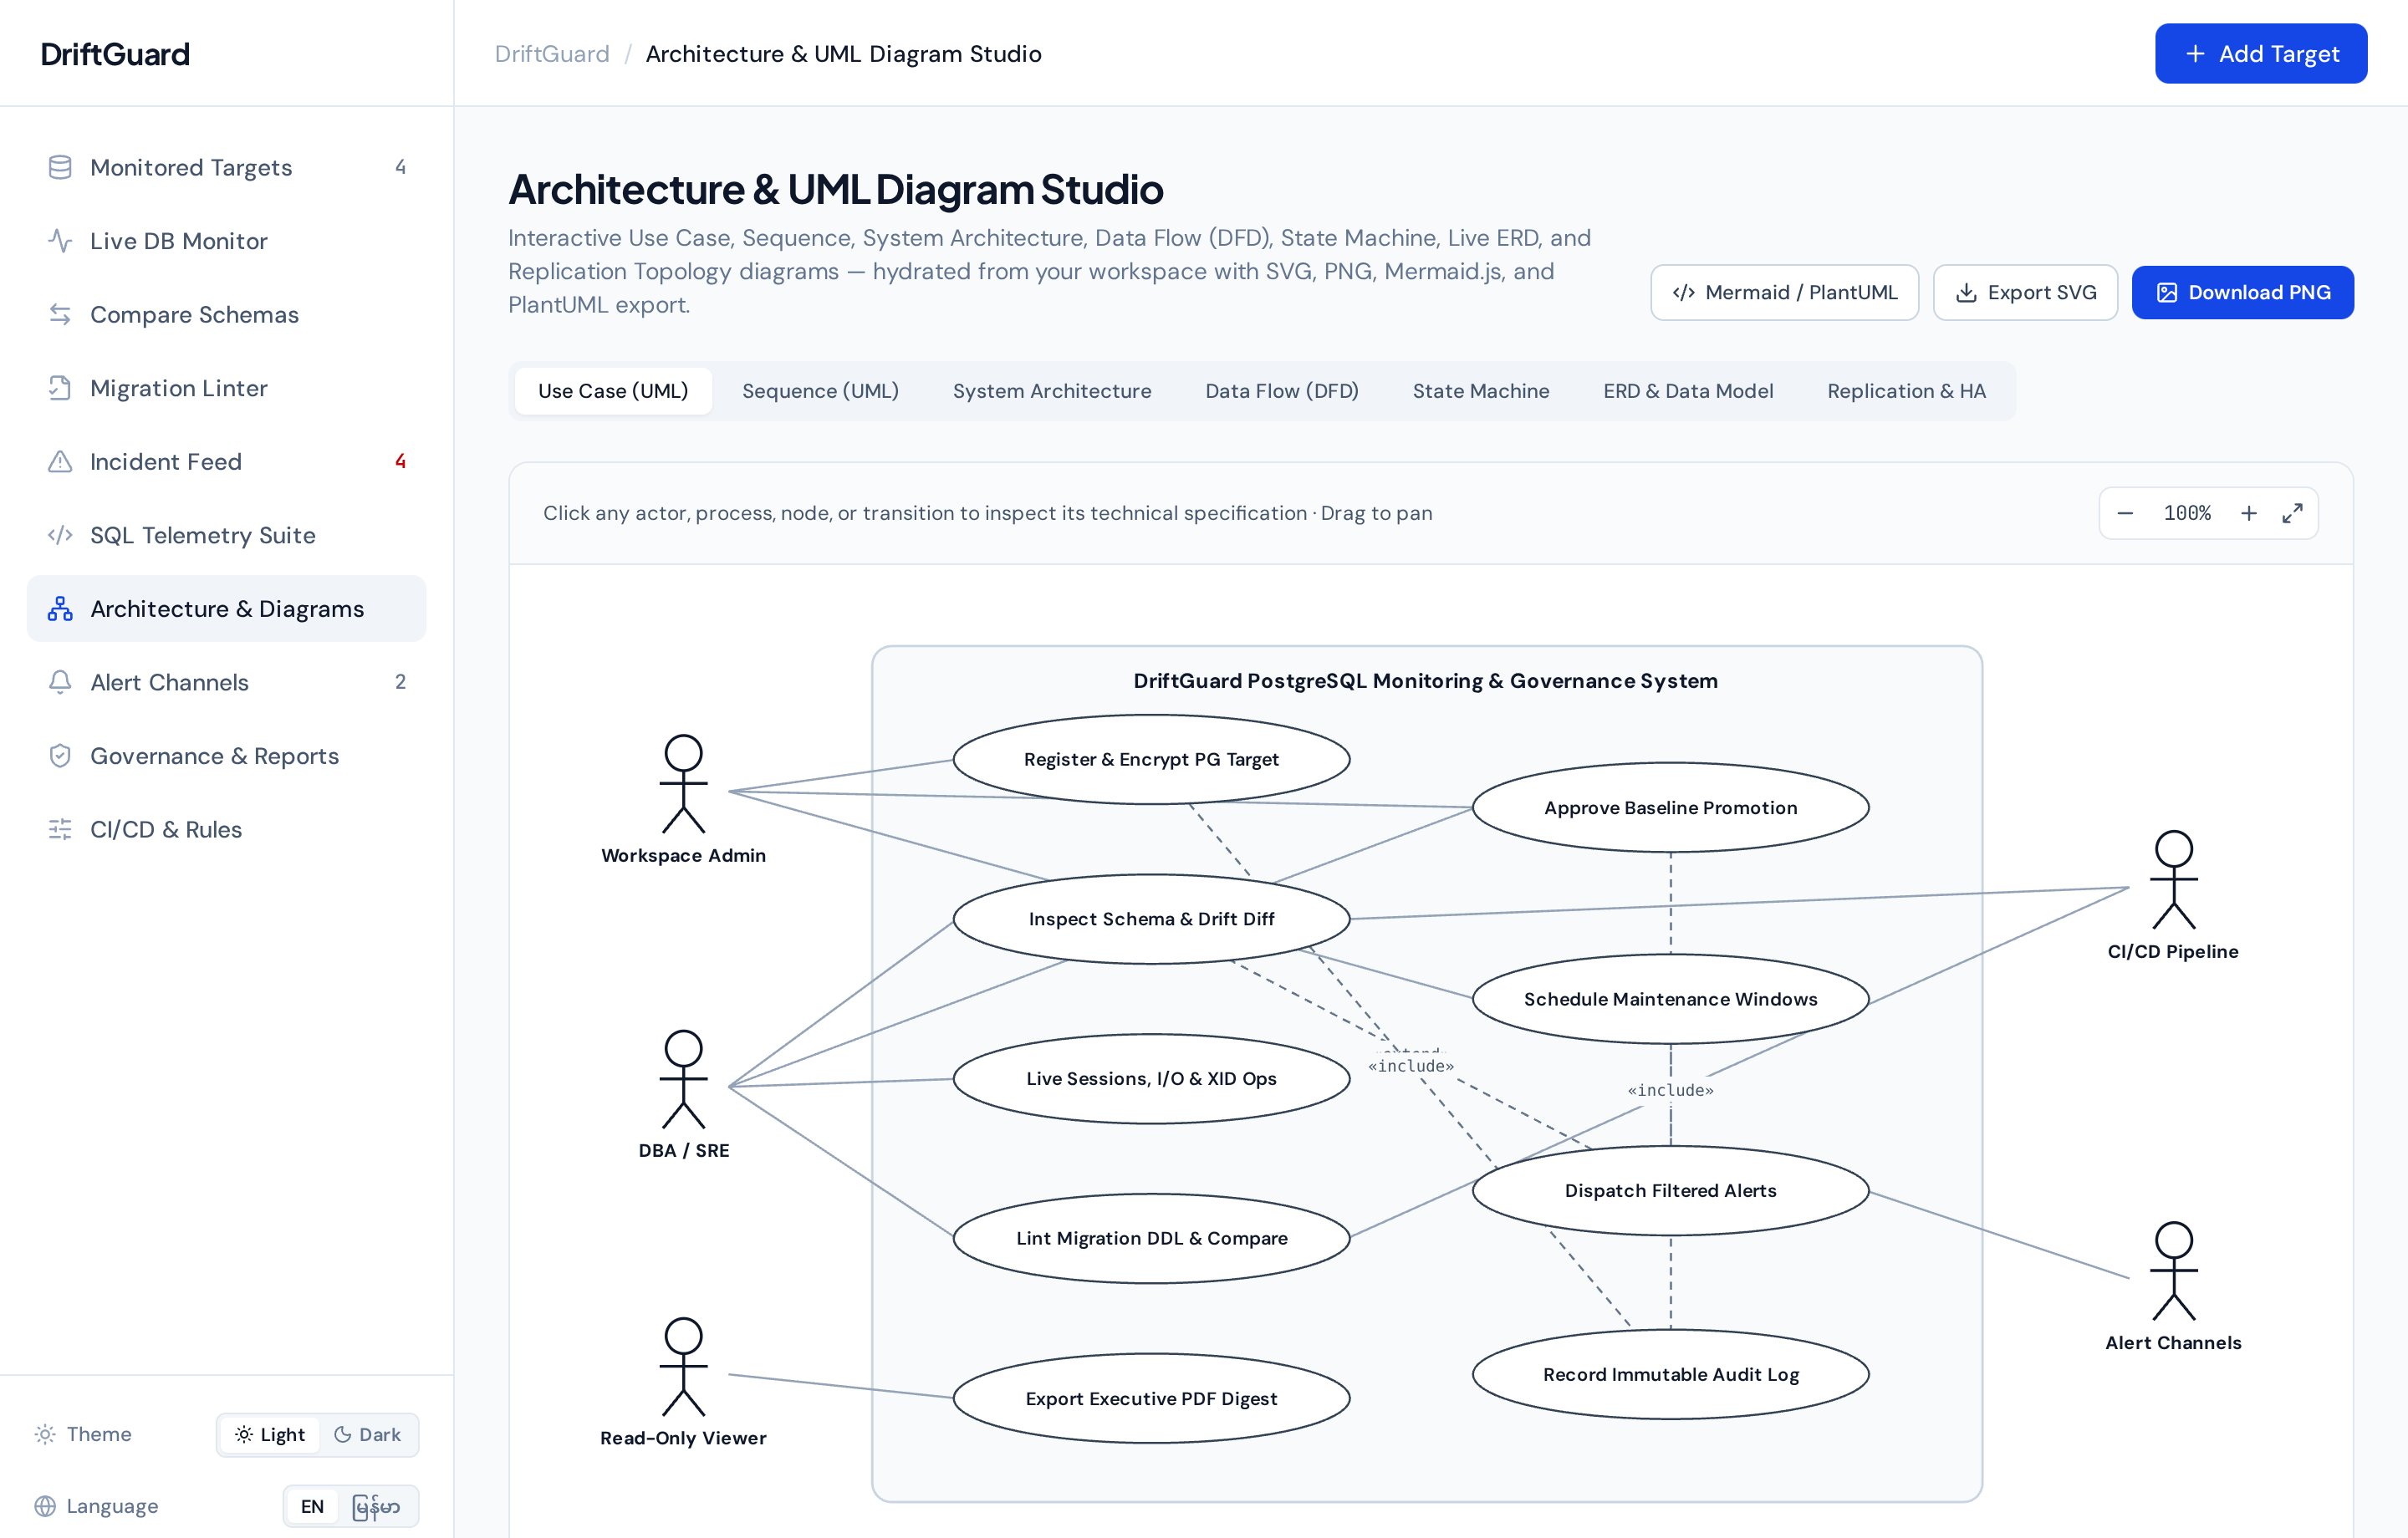 DriftGuard
DriftGuard / Architecture & UML Diagram Studio
Add Target
Monitored Targets 4
Live DB Monitor
Compare Schemas
Migration Linter
Incident Feed 4
SQL Telemetry Suite
Architecture & Diagrams
Alert Channels 2
Governance & Reports
CI/CD & Rules
Theme Light Dark
Language EN မြန်မာ
Architecture & UML Diagram Studio
Interactive Use Case, Sequence, System Architecture, Data Flow (DFD), State Machine, Live ERD, and
Replication Topology diagrams — hydrated from your workspace with SVG, PNG, Mermaid.js, and
PlantUML export.
Mermaid / PlantUML Export SVG Download PNG
Use Case (UML) Sequence (UML) System Architecture Data Flow (DFD) State Machine ERD & Data Model Replication & HA
Click any actor, process, node, or transition to inspect its technical specification · Drag to pan
100%
DriftGuard PostgreSQL Monitoring & Governance System
Register & Encrypt PG Target
Approve Baseline Promotion
Workspace Admin
Inspect Schema & Drift Diff
CI/CD Pipeline
Schedule Maintenance Windows
«include»
Live Sessions, I/O & XID Ops
«include»
DBA / SRE
Dispatch Filtered Alerts
Lint Migration DDL & Compare
Alert Channels
Record Immutable Audit Log
Export Executive PDF Digest
Read-Only Viewer